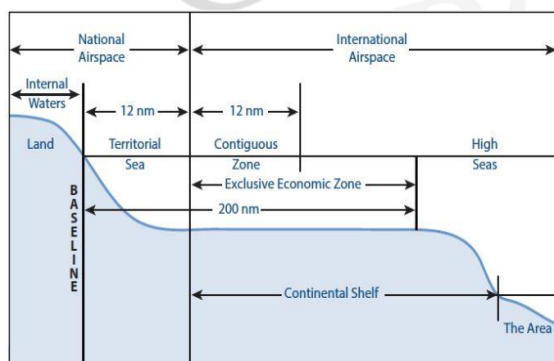 National
Airspace
International
Airspace
Internal
Waters
12 nm
12 nm
Land
Territorial
Sea
Contiguous
Zone
High
Seas
Exclusive Economic Zone
200 nm
BASELINE
Continental Shelf
The Area